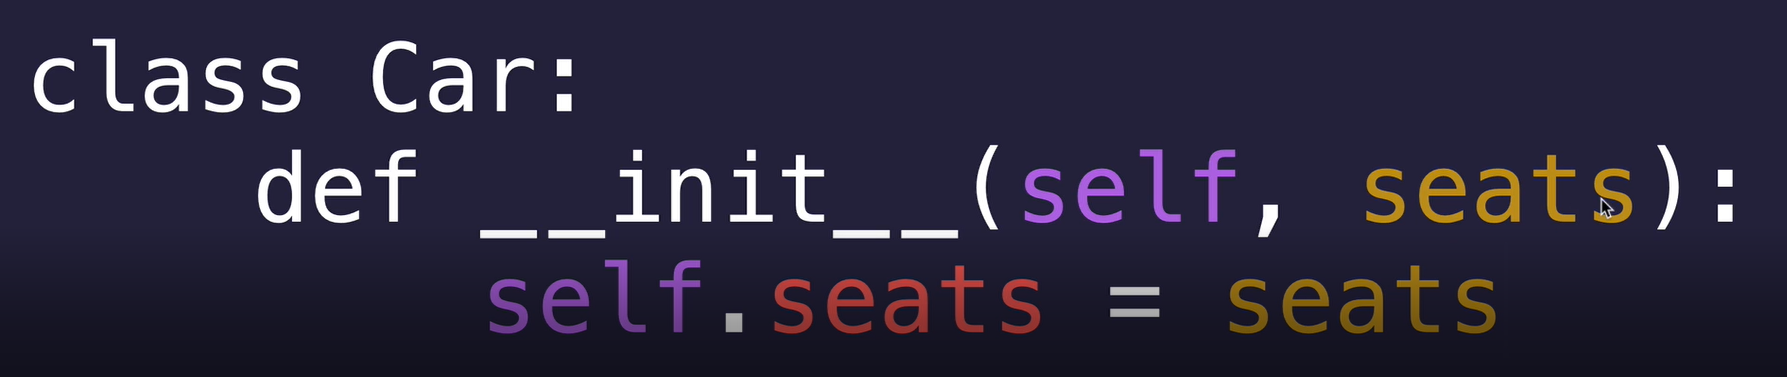 class Car:
    def __init__(self, seats):
        self.seats = seats